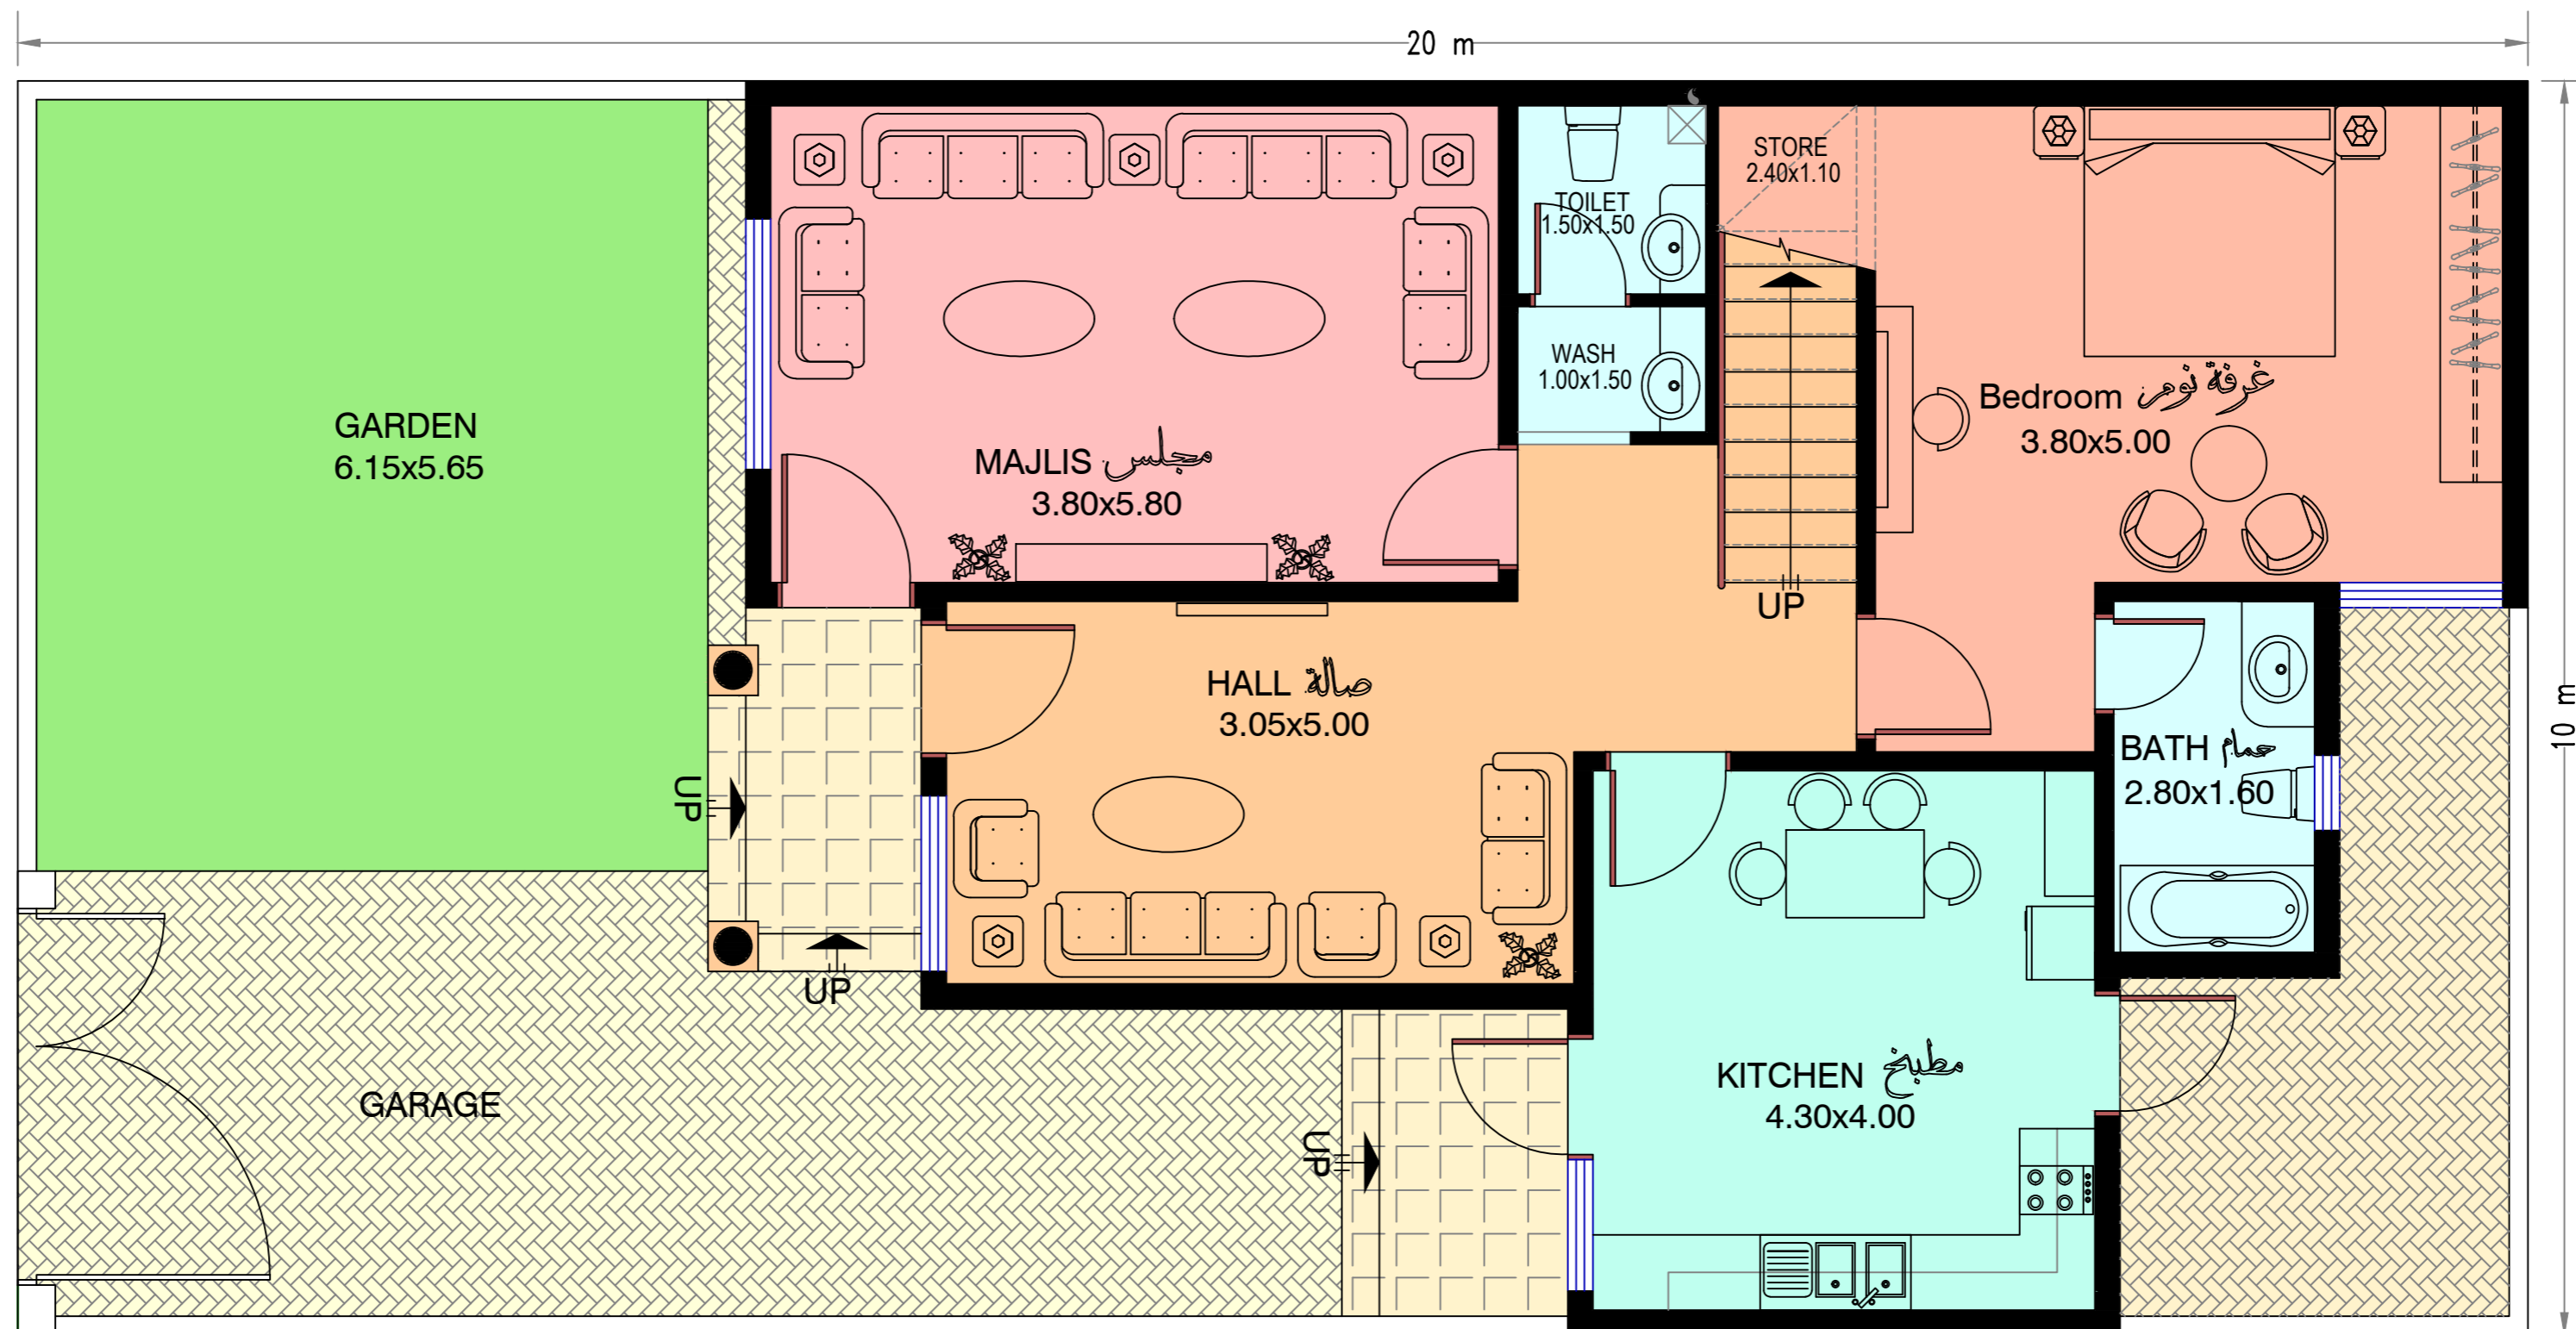 20 m
STORE
2.40x1.10
TOILET
1.50x1.50
WASH
1.00x1.50
Bedroom غرفة نوم
3.80x5.00
GARDEN
6.15x5.65
MAJLIS مجلس
3.80x5.80
UP
HALL صالة
3.05x5.00
10 m
BATH حمام
2.80x1.60
UP
UP
KITCHEN مطبخ
4.30x4.00
GARAGE
UP